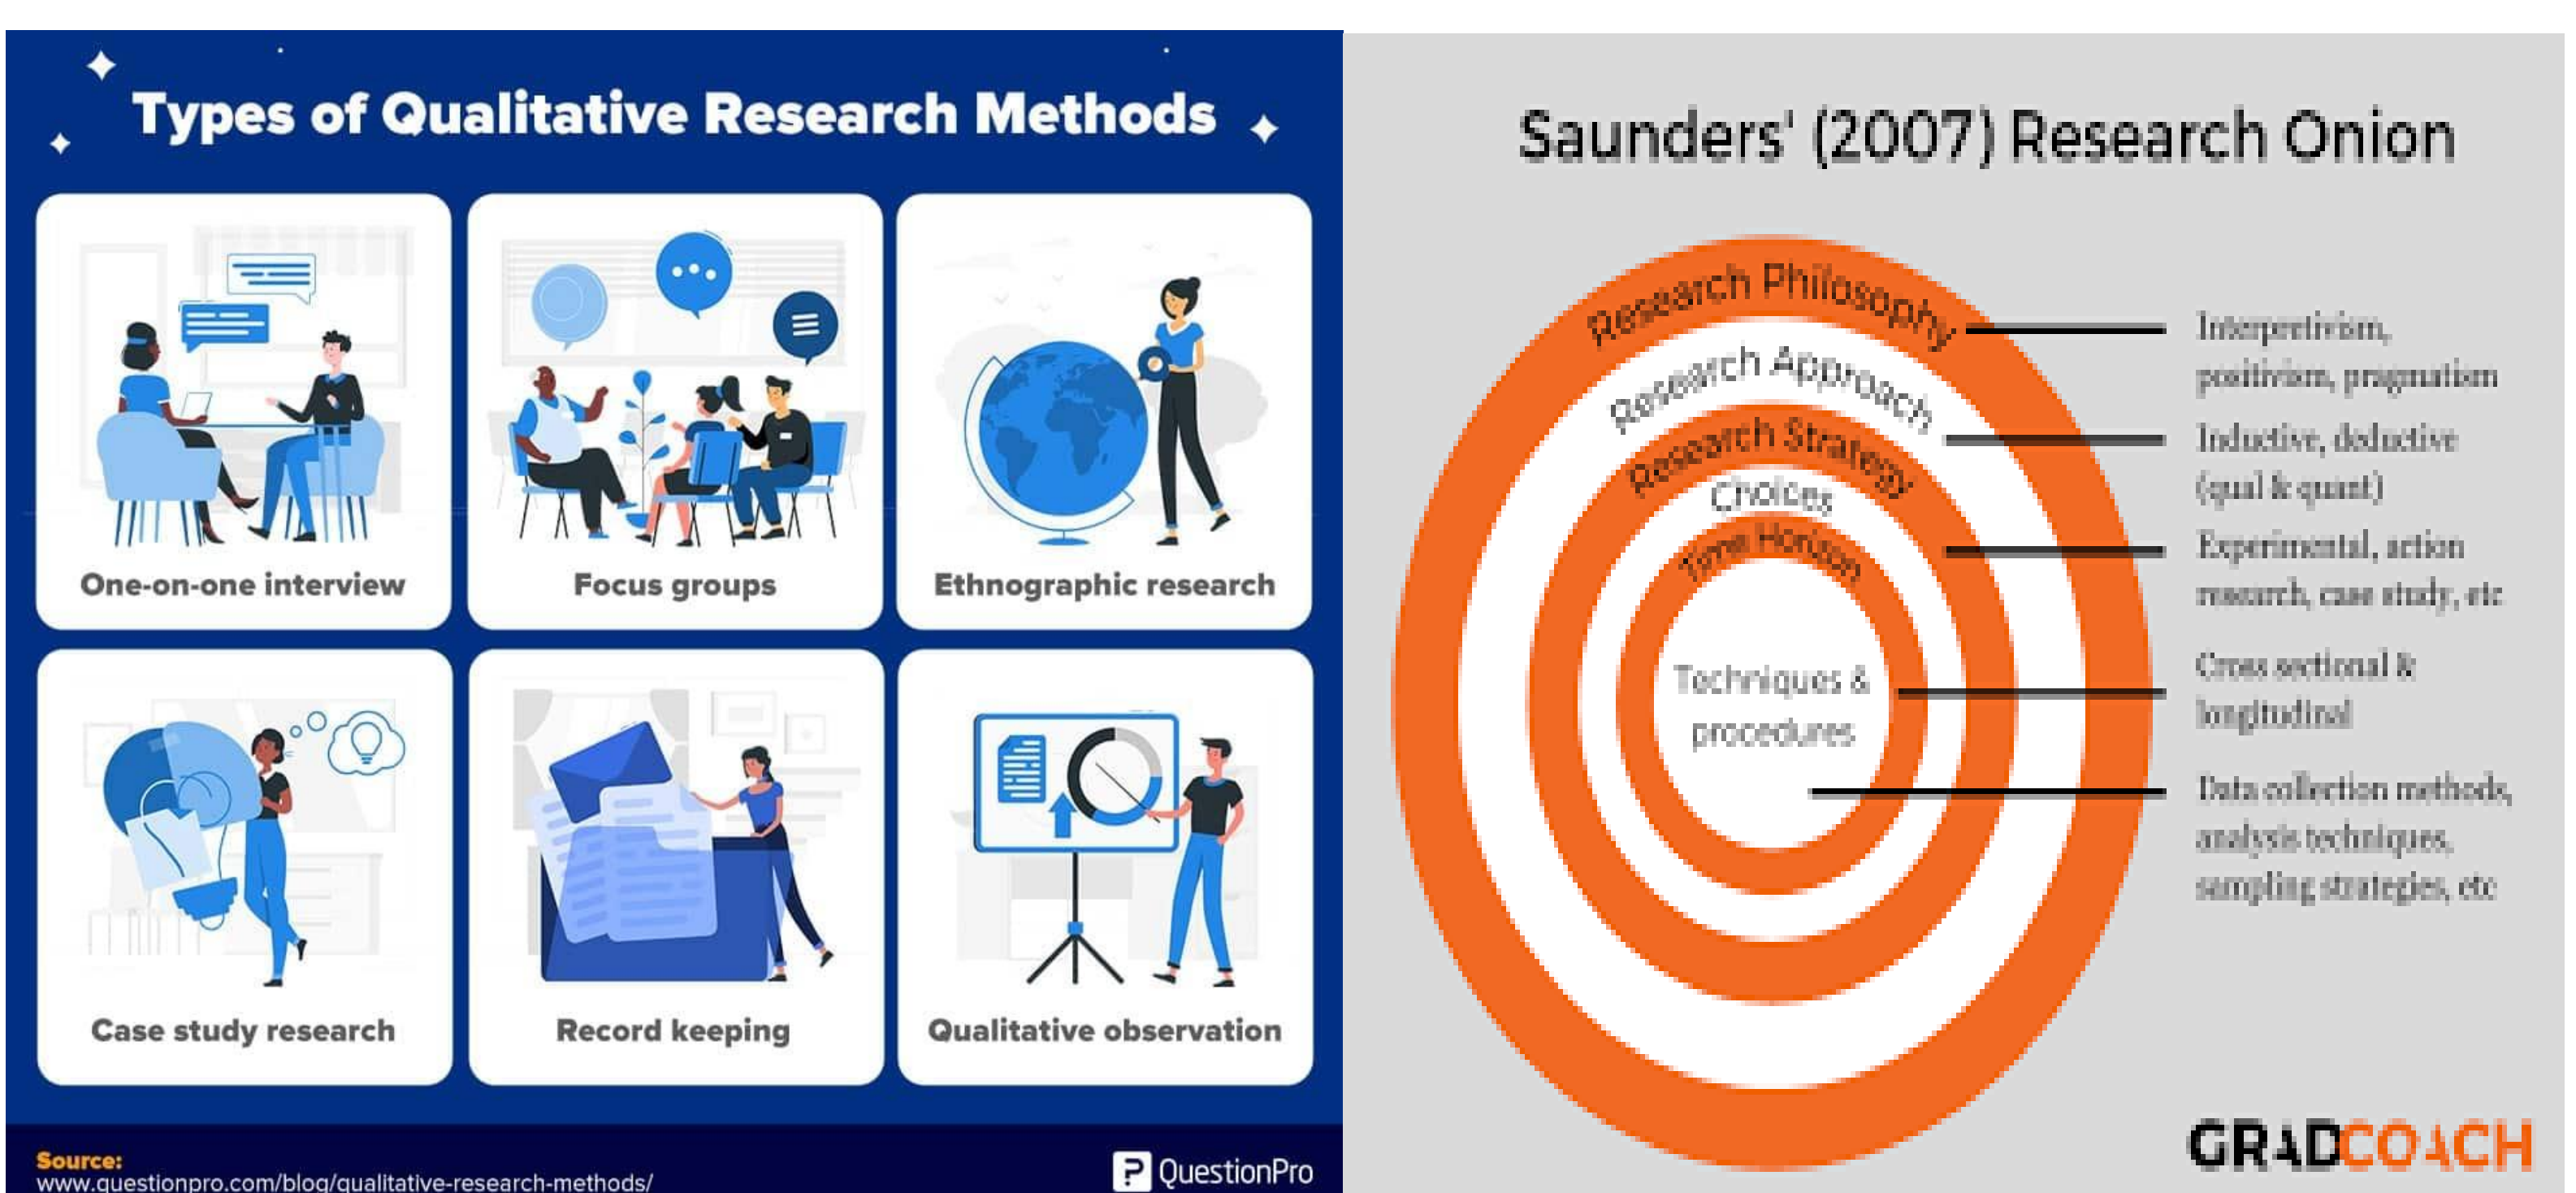 Types of Qualitative Research Methods
One-on-one interview
Focus groups
Ethnographic research
Case study research
Record keeping
Qualitative observation
Source:
www.questionpro.com/blog/qualitative-research-methods/
QuestionPro
Saunders' (2007) Research Onion
Research Philosophy
Research Approach
Research Strategy
Choices
Time Horizon
Techniques &
procedures
Interpretivism,
positivism, pragmatism
Inductive, deductive
(qual & quant)
Experimental, action
research, case study, etc
Cross sectional &
longitudinal
Data collection methods,
analysis techniques,
sampling strategies, etc
GRADCOACH